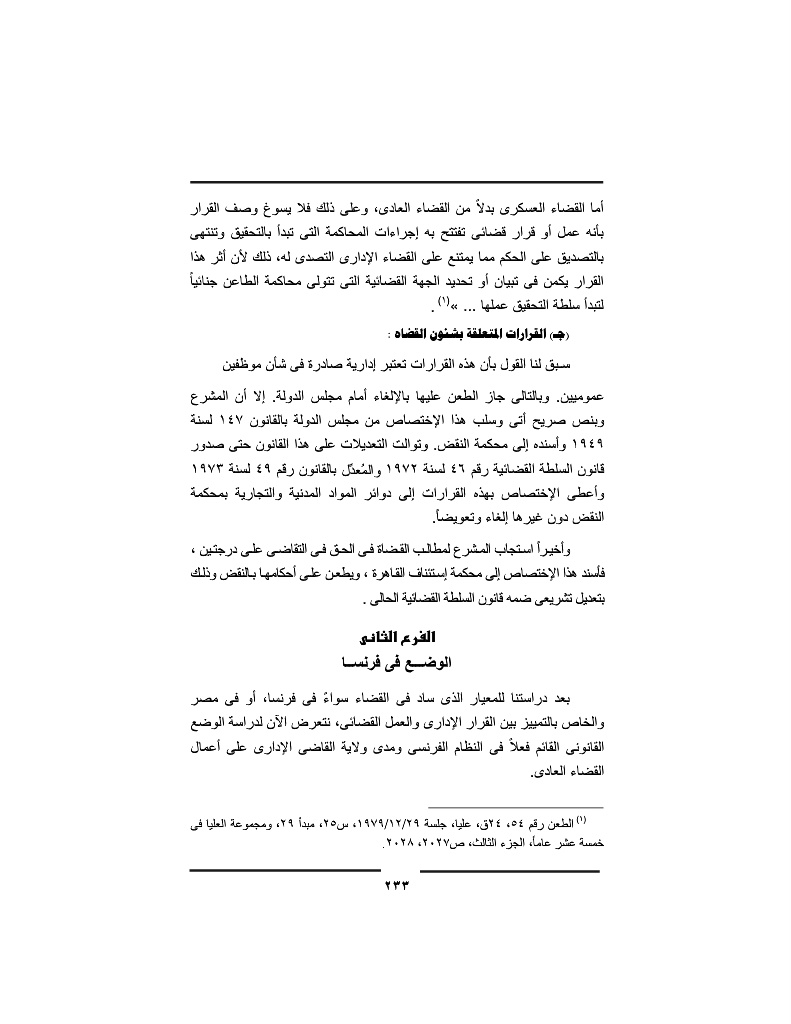 أما القضاء العسكرى بدلاً من القضاء العادى، وعلى ذلك فلا يسوغ وصف القرار
بأنه عمل أو قرار قضائى تفتتح به إجراءات المحاكمة التى تبدأ بالتحقيق وتنتهى
بالتصديق على الحكم مما يمتنع على القضاء الإدارى التصدى له، ذلك لأن أثر هذا
القرار يكمن فى تبيان أو تحديد الجهة القضائية التى تتولى محاكمة الطاعن جنائياً
لتبدأ سلطة التحقيق عملها ... »(١) .
(جـ) القرارات المتعلقة بشئون القضاه :
سبق لنا القول بأن هذه القرارات تعتبر إدارية صادرة فى شأن موظفين
عموميين. وبالتالى جاز الطعن عليها بالإلغاء أمام مجلس الدولة. إلا أن المشرع
وبنص صريح أتى وسلب هذا الإختصاص من مجلس الدولة بالقانون ١٤٧ لسنة
١٩٤٩ وأسنده إلى محكمة النقض. وتوالت التعديلات على هذا القانون حتى صدور
قانون السلطة القضائية رقم ٤٦ لسنة ١٩٧٢ والمُعدّل بالقانون رقم ٤٩ لسنة ١٩٧٣
وأعطى الإختصاص بهذه القرارات إلى دوائر المواد المدنية والتجارية بمحكمة
النقض دون غيرها إلغاء وتعويضاً.
وأخيراً استجاب المشرع لمطالب القضاة فى الحق فى التقاضى على درجتين ،
فأسند هذا الإختصاص إلى محكمة إستئناف القاهرة ، ويطعن على أحكامها بالنقض وذلك
بتعديل تشريعى ضمه قانون السلطة القضائية الحالى .
الفرع الثانى
الوضـــع فى فرنســا
بعد دراستنا للمعيار الذى ساد فى القضاء سواءً فى فرنسا، أو فى مصر
والخاص بالتمييز بين القرار الإدارى والعمل القضائى، نتعرض الآن لدراسة الوضع
القانونى القائم فعلاً فى النظام الفرنسى ومدى ولاية القاضى الإدارى على أعمال
القضاء العادى.
(١) الطعن رقم ٥٤، ٢٤ق، عليا، جلسة ١٩٧٩/١٢/٢٩، س٢٥، مبدأ ٢٩، ومجموعة العليا فى
خمسة عشر عاماً، الجزء الثالث، ص٢٠٢٧، ٢٠٢٨.
٢٣٣